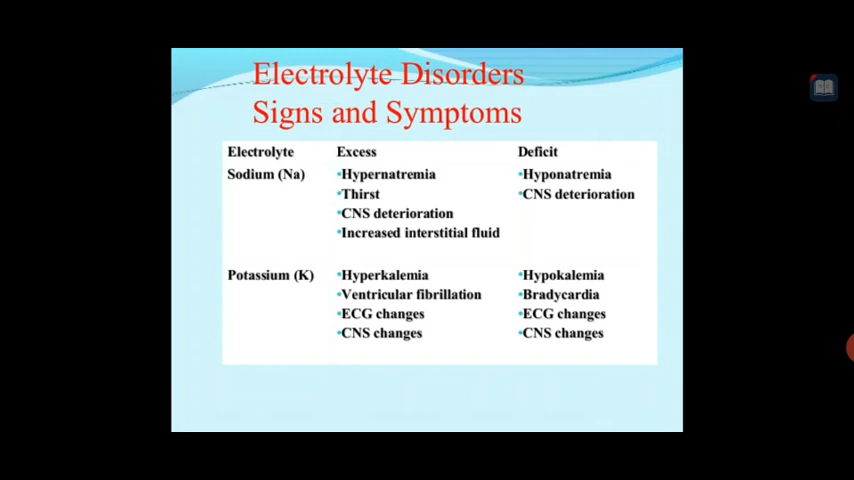 Electrolyte Disorders
Signs and Symptoms
Electrolyte Excess Deficit
Sodium (Na) •Hypernatremia •Hyponatremia
•Thirst •CNS deterioration
•CNS deterioration
•Increased interstitial fluid
Potassium (K) •Hyperkalemia •Hypokalemia
•Ventricular fibrillation •Bradycardia
•ECG changes •ECG changes
•CNS changes •CNS changes